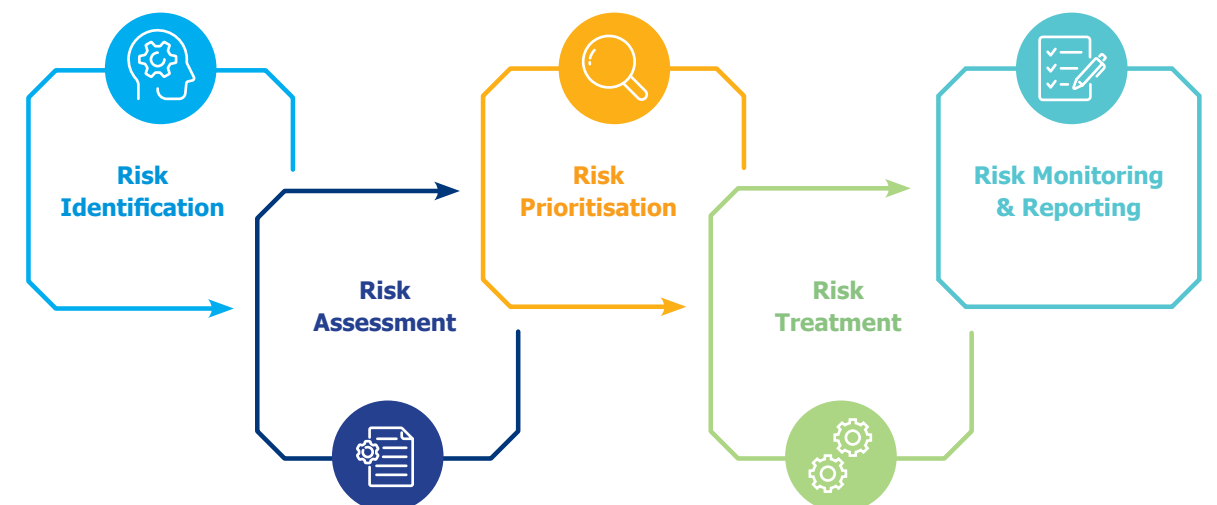 Risk
Identification
Risk
Assessment
Risk
Prioritisation
Risk
Treatment
Risk Monitoring
& Reporting